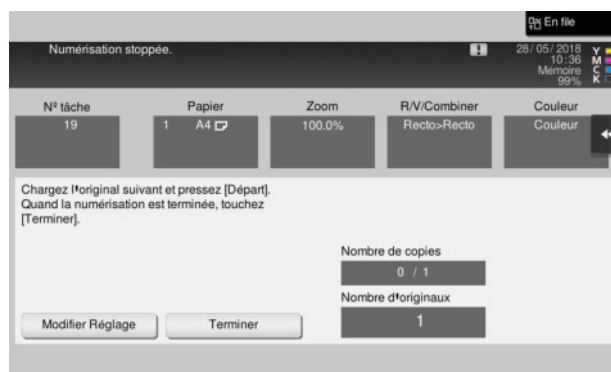 En file
Numérisation stoppée.
28/05/2018
10:36
Mémoire
99%
Y
M
C
K
Nº tâche Papier Zoom R/V/Combiner Couleur
19 1 A4 100.0% Recto>Recto Couleur
Chargez l'original suivant et pressez [Départ].
Quand la numérisation est terminée, touchez
[Terminer].
Nombre de copies
0 / 1
Nombre d'originaux
1
Modifier Réglage Terminer